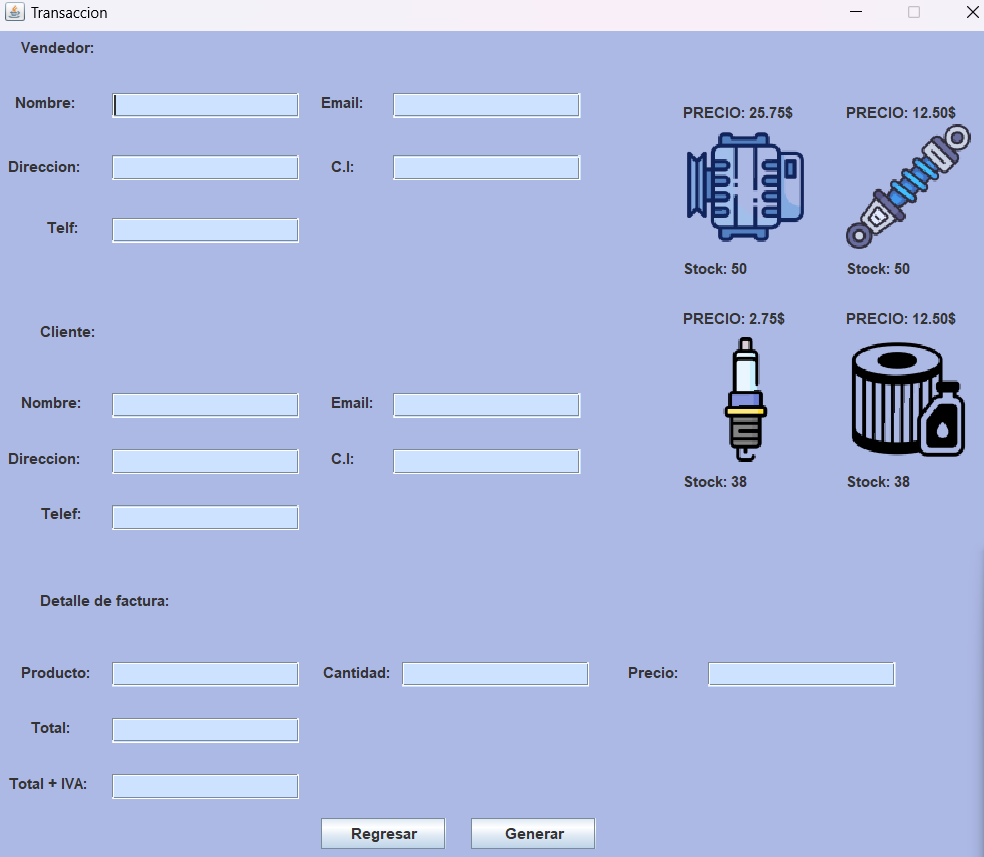 Transaccion
Vendedor:
Nombre:
Email:
PRECIO: 25.75$
PRECIO: 12.50$
Direccion:
C.I:
Telf:
Stock: 50
Stock: 50
PRECIO: 2.75$
PRECIO: 12.50$
Cliente:
Nombre:
Email:
Direccion:
C.I:
Stock: 38
Stock: 38
Telef:
Detalle de factura:
Producto:
Cantidad:
Precio:
Total:
Total + IVA:
Regresar
Generar